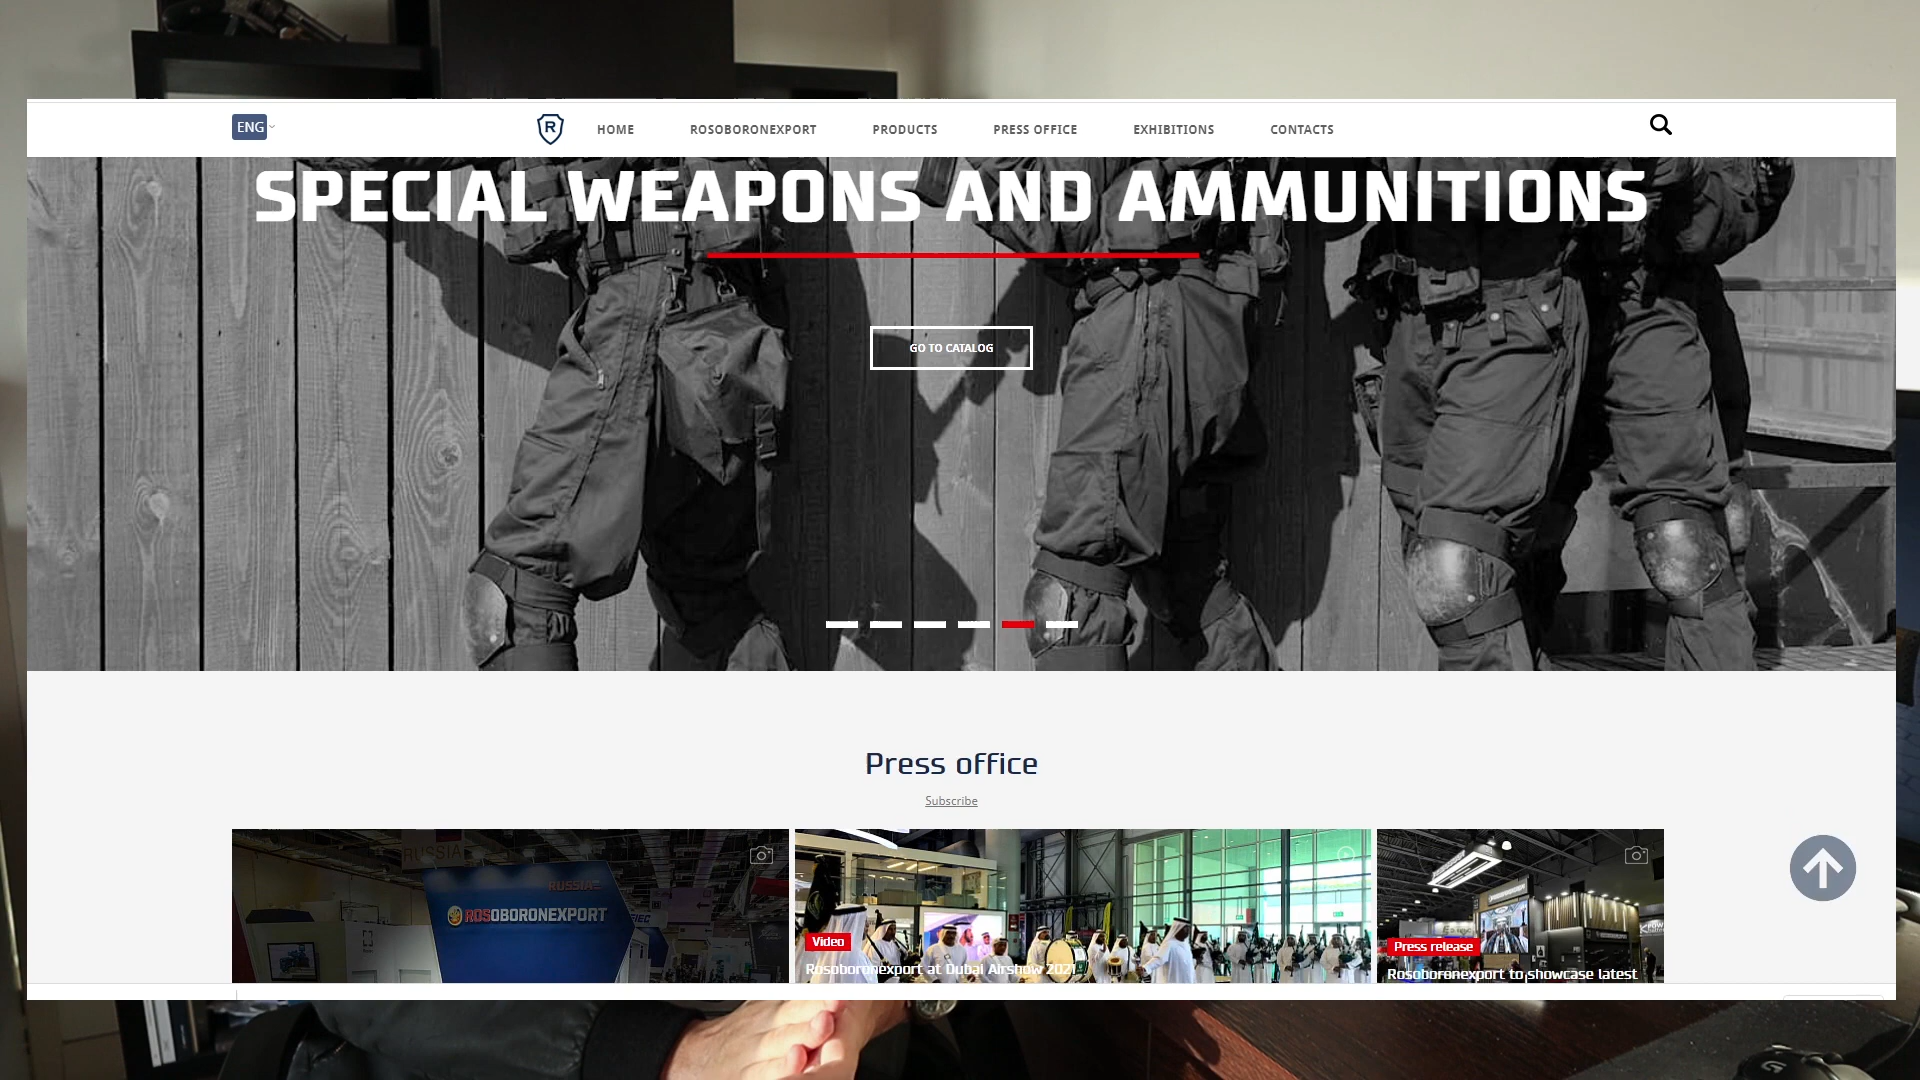 ENG
R
HOME
ROSOBORONEXPORT
PRODUCTS
PRESS OFFICE
EXHIBITIONS
CONTACTS
SPECIAL WEAPONS AND AMMUNITIONS
GO TO CATALOG
Press office
Subscribe
RUSSIA
RUSSIA
ROSOBORONEXPORT
Video
Rosoboronexport at Dubai Airshow 2021
Press release
Rosoboronexport to showcase latest